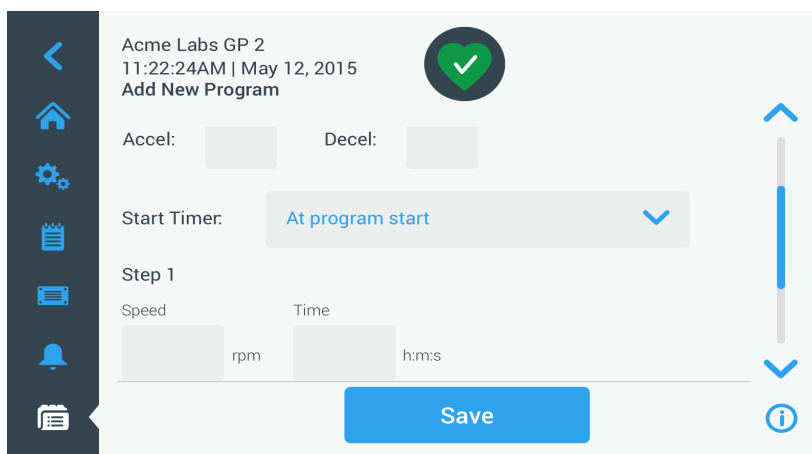 Acme Labs GP 2
11:22:24AM | May 12, 2015
Add New Program
Accel: Decel:
Start Timer: At program start
Step 1
Speed Time
rpm h:m:s
Save